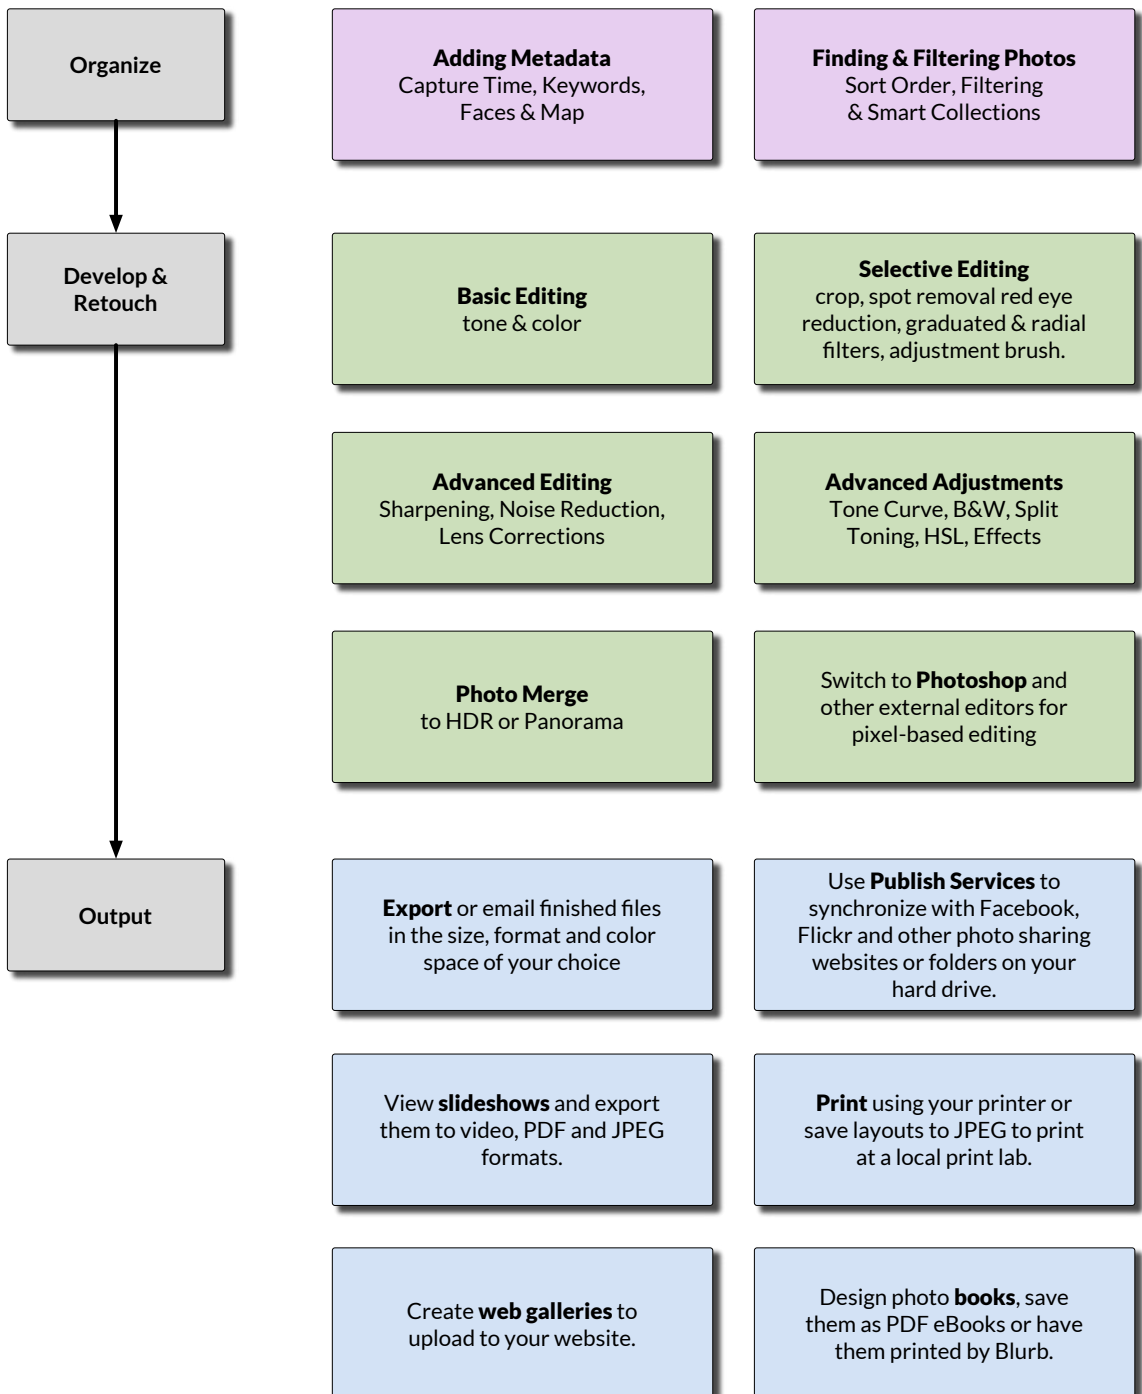 Organize
Adding Metadata
Capture Time, Keywords,
Faces & Map
Finding & Filtering Photos
Sort Order, Filtering
& Smart Collections
Develop &
Retouch
Basic Editing
tone & color
Selective Editing
crop, spot removal red eye
reduction, graduated & radial
filters, adjustment brush.
Advanced Editing
Sharpening, Noise Reduction,
Lens Corrections
Advanced Adjustments
Tone Curve, B&W, Split
Toning, HSL, Effects
Photo Merge
to HDR or Panorama
Switch to Photoshop and
other external editors for
pixel-based editing
Output
Export or email finished files
in the size, format and color
space of your choice
Use Publish Services to
synchronize with Facebook,
Flickr and other photo sharing
websites or folders on your
hard drive.
View slideshows and export
them to video, PDF and JPEG
formats.
Print using your printer or
save layouts to JPEG to print
at a local print lab.
Create web galleries to
upload to your website.
Design photo books, save
them as PDF eBooks or have
them printed by Blurb.